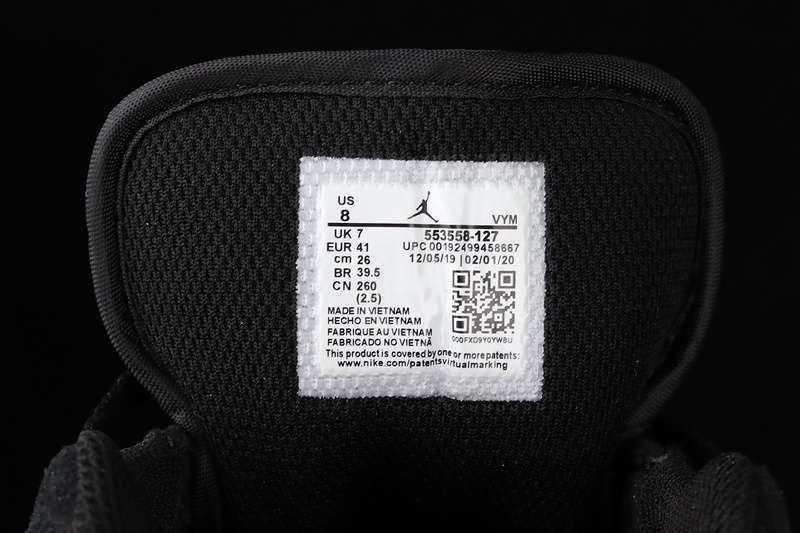 US
8
VYM
UK 7
553558-127
EUR 41
UPC 00192499458667
cm 26
12/05/19 | 02/01/20
BR 39.5
CN 260
(2.5)
MADE IN VIETNAM
HECHO EN VIETNAM
FABRIQUE AU VIETNAM
FABRICADO NO VIETNÃ
000FXD9Y0YW8U
This product is covered by one or more patents:
www.nike.com/patentsvirtualmarking